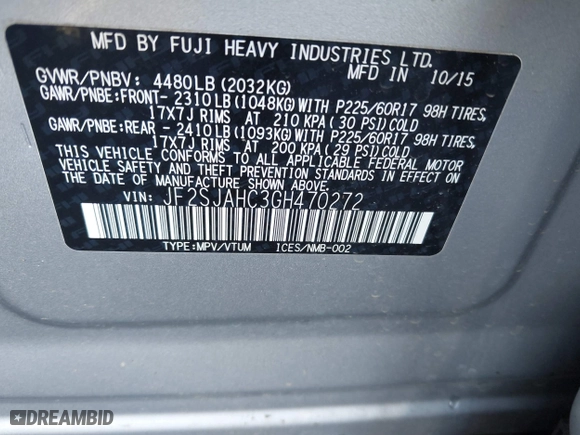 MFD BY FUJI HEAVY INDUSTRIES LTD.
MFD IN 10/15
GVWR/PNBV: 4480LB (2032KG)
GAWR/PNBE:FRONT- 2310LB (1048KG) WITH P225/60R17 98H TIRES,
17X7J RIMS AT 210 KPA ( 30 PSI) COLD
GAWR/PNBE:REAR - 2410LB (1093KG) WITH P225/60R17 98H TIRES,
17X7J RIMS AT 200 KPA ( 29 PSI) COLD
THIS VEHICLE CONFORMS TO ALL APPLICABLE FEDERAL MOTOR
VEHICLE SAFETY AND THEFT PREVENTION STANDARDS IN EFFECT ON
THE DATE OF MANUFACTURE SHOWN ABOVE.
VIN: JF2SJAHC3GH470272
TYPE:MPV/VTUM ICES/NMB-002
DREAMBID